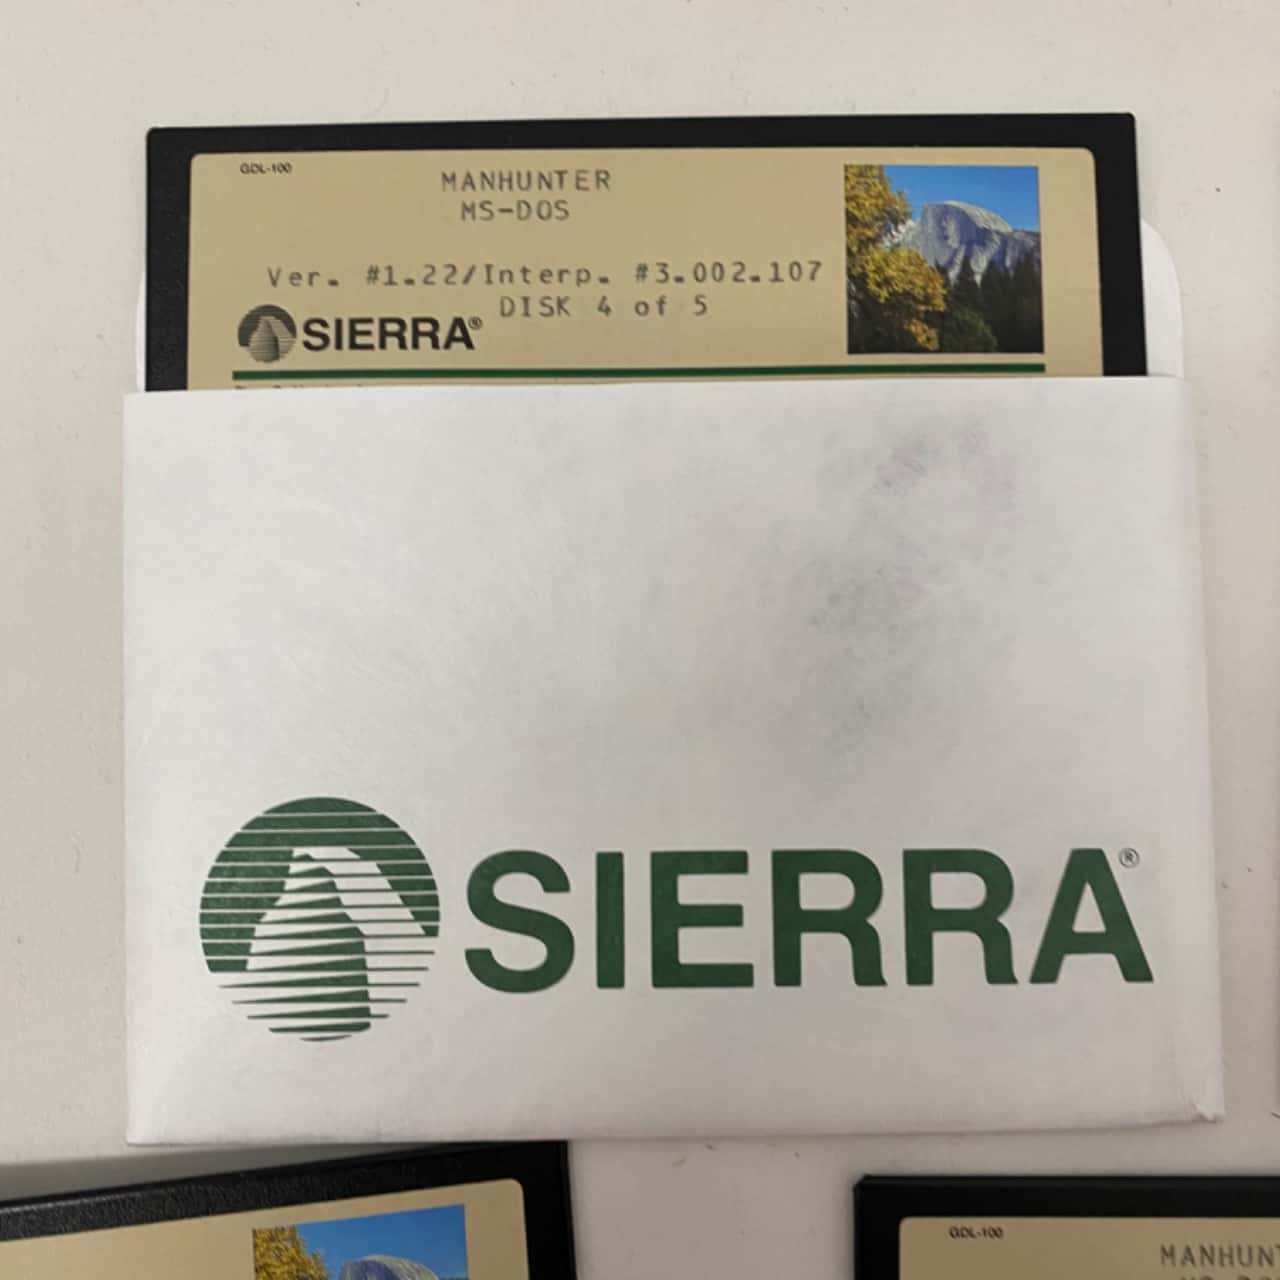 GDL-100
MANHUNTER
MS-DOS
Ver. #1.22/Interp. #3.002.107
DISK 4 of 5
SIERRA®
SIERRA®
GDL-100
MANHUNT